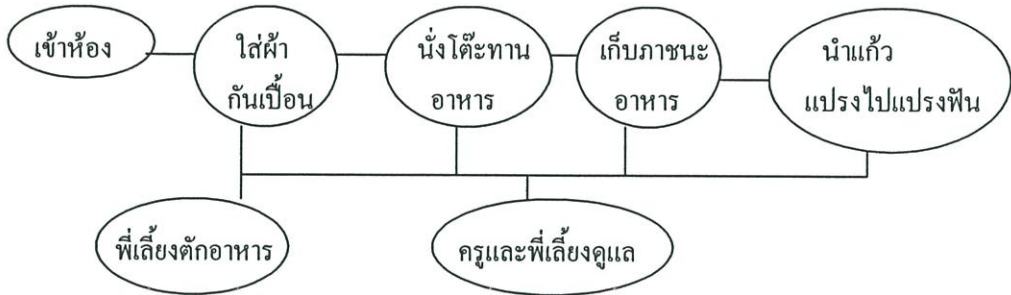 เข้าห้อง
ใส่ผ้า
กันเปื้อน
นั่งโต๊ะทาน
อาหาร
เก็บภาชนะ
อาหาร
นำแก้ว
แปรงไปแปรงฟัน
พี่เลี้ยงตักอาหาร
ครูและพี่เลี้ยงดูแล